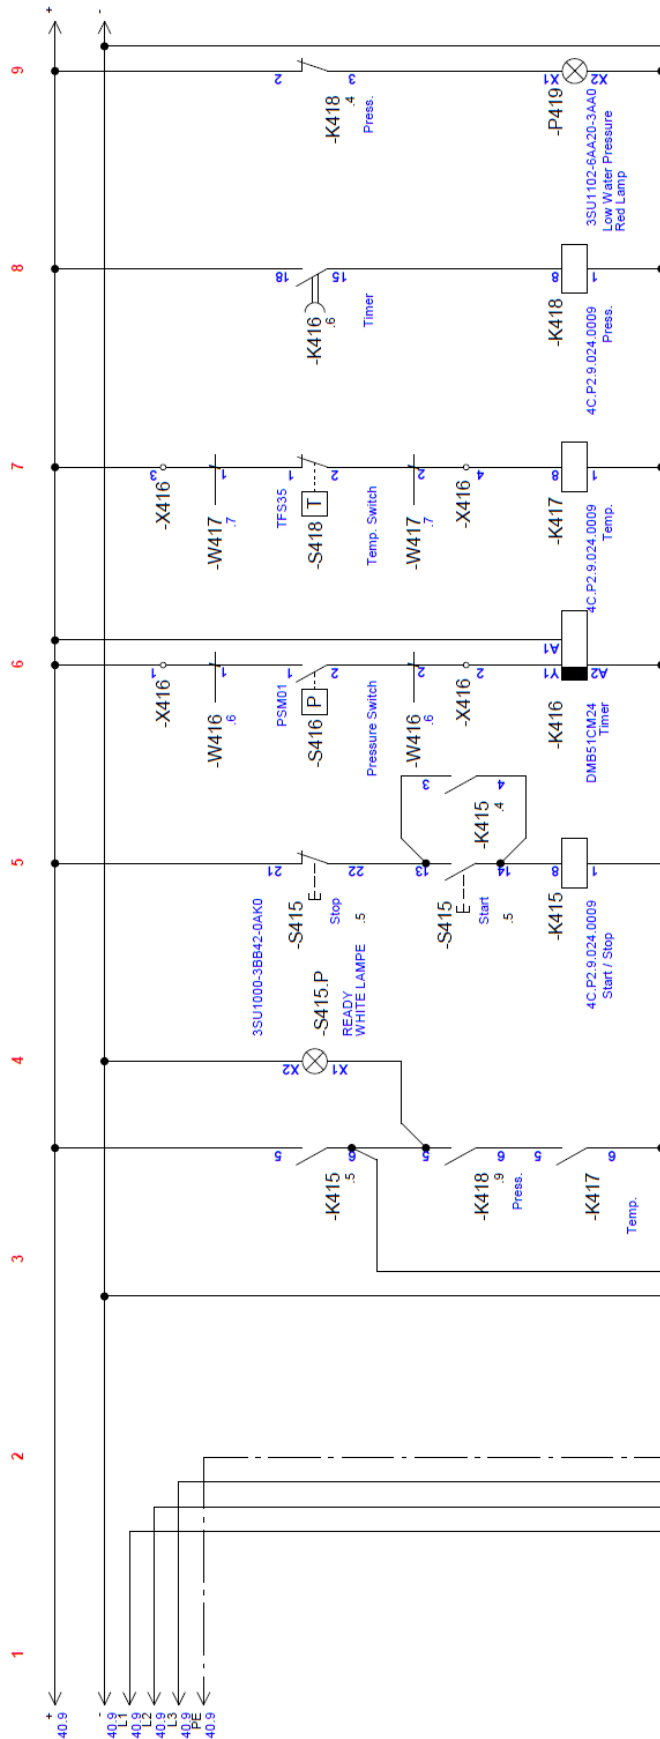 +
-
9
2
3
-K418
.4
Press.
X1
X2
-P419
3SU1102-6AA20-3AA0
Low Water Pressure
Red Lamp
8
18
15
-K416
.6
Timer
8
1
-K418
4C.P2.9.024.0009
Press.
7
3
-X416
1
-W417
.7
TFS35
1
2
-S418
T
Temp. Switch
2
-W417
.7
4
-X416
8
1
-K417
4C.P2.9.024.0009
Temp.
6
1
-X416
1
-W416
.6
PSM01
1
2
-S416
P
Pressure Switch
2
-W416
.6
2
-X416
A1
Y1
A2
-K416
DMB51CM24
Timer
3
4
-K415
.4
5
21
22
-S415
Stop
.5
3SU1000-3BB42-0AK0
13
14
-S415
Start
.5
8
1
-K415
4C.P2.9.024.0009
Start / Stop
4
X2
X1
-S415.P
READY
WHITE LAMPE
5
6
-K415
.5
5
6
-K418
.9
Press.
5
6
-K417
Temp.
3
2
1
+
40.9
-
40.9
L1
40.9
L2
40.9
L3
40.9
PE
40.9